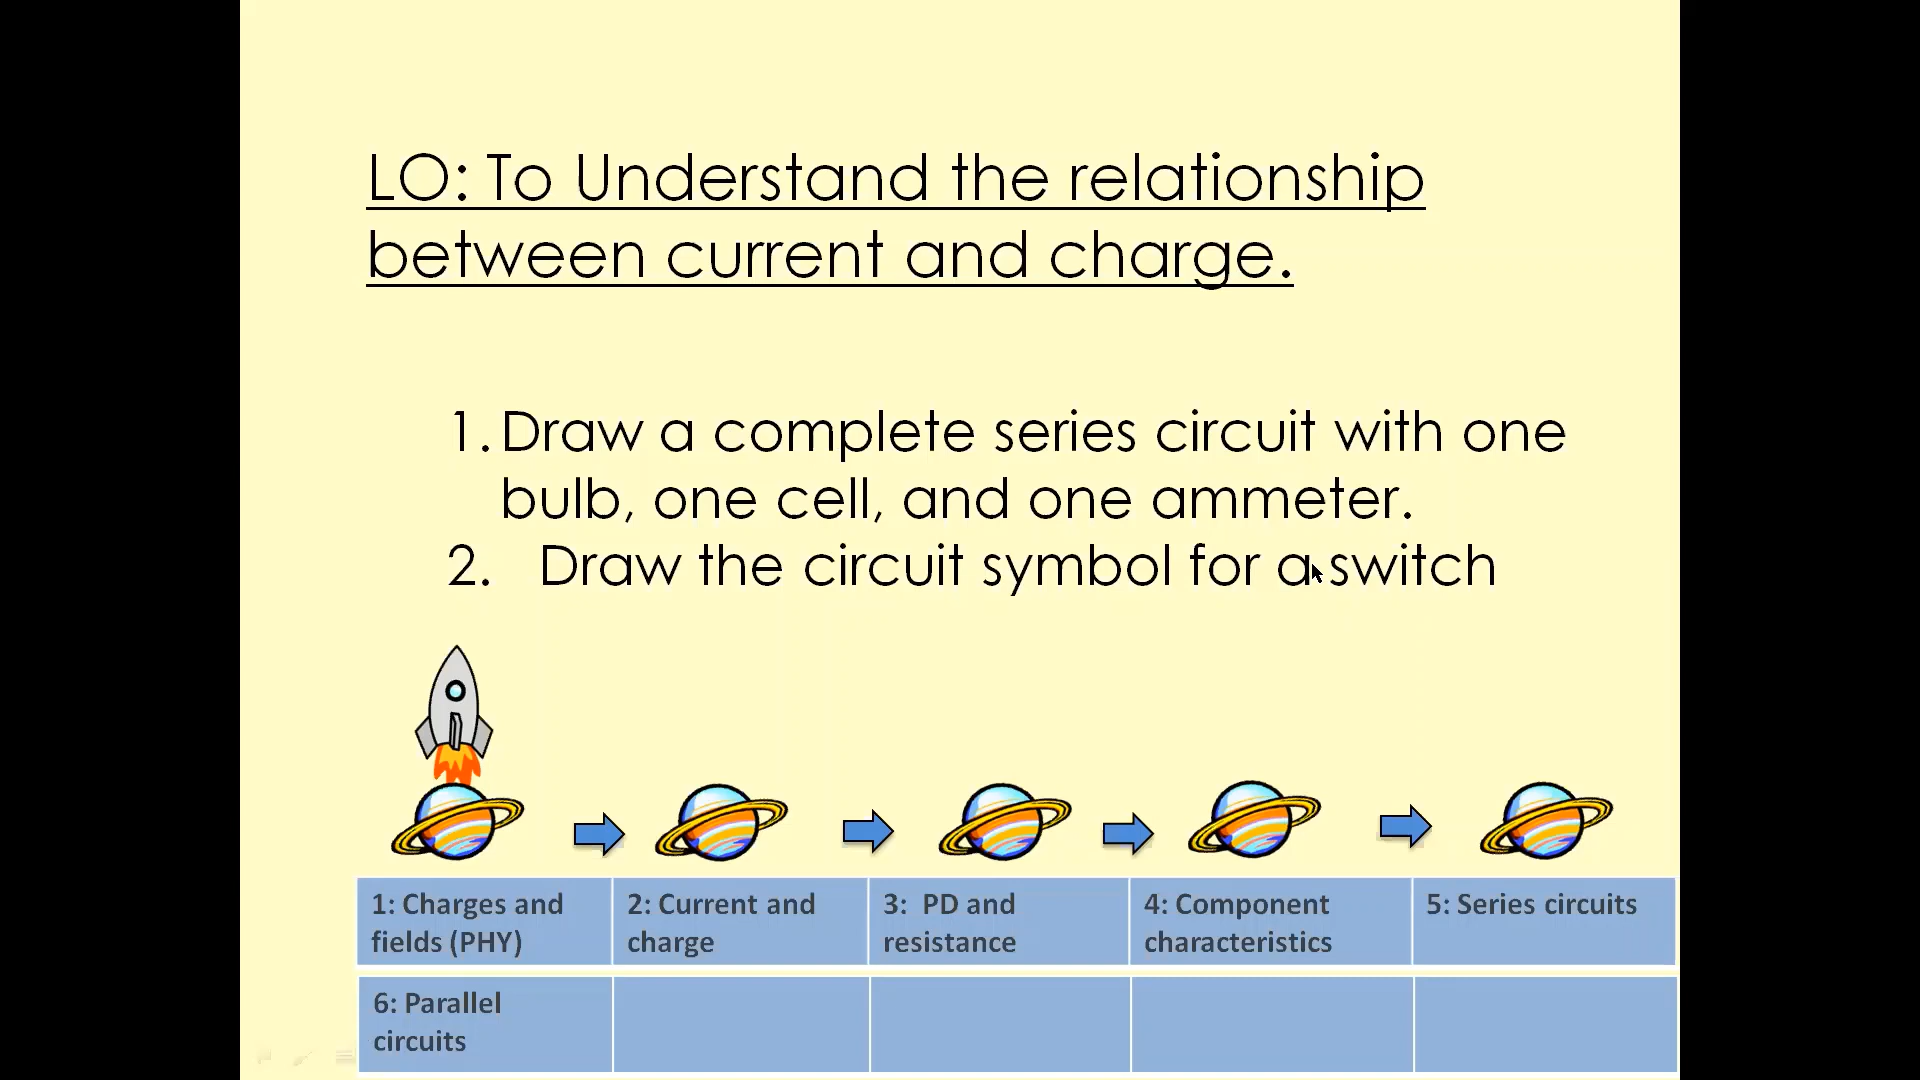 LO: To Understand the relationship
between current and charge.
1. Draw a complete series circuit with one
bulb, one cell, and one ammeter.
2. Draw the circuit symbol for a switch
1: Charges and
fields (PHY)
2: Current and
charge
3: PD and
resistance
4: Component
characteristics
5: Series circuits
6: Parallel
circuits